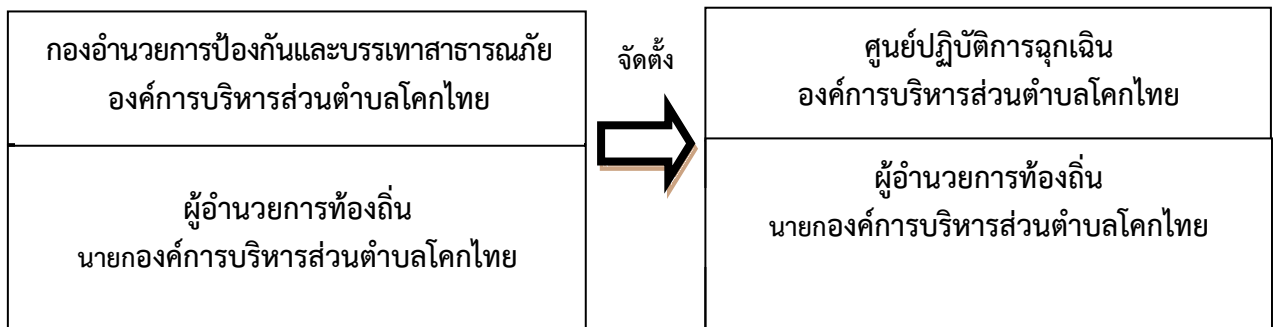 กองอำนวยการป้องกันและบรรเทาสาธารณภัย
องค์การบริหารส่วนตำบลโคกไทย
ผู้อำนวยการท้องถิ่น
นายกองค์การบริหารส่วนตำบลโคกไทย
จัดตั้ง
ศูนย์ปฏิบัติการฉุกเฉิน
องค์การบริหารส่วนตำบลโคกไทย
ผู้อำนวยการท้องถิ่น
นายกองค์การบริหารส่วนตำบลโคกไทย